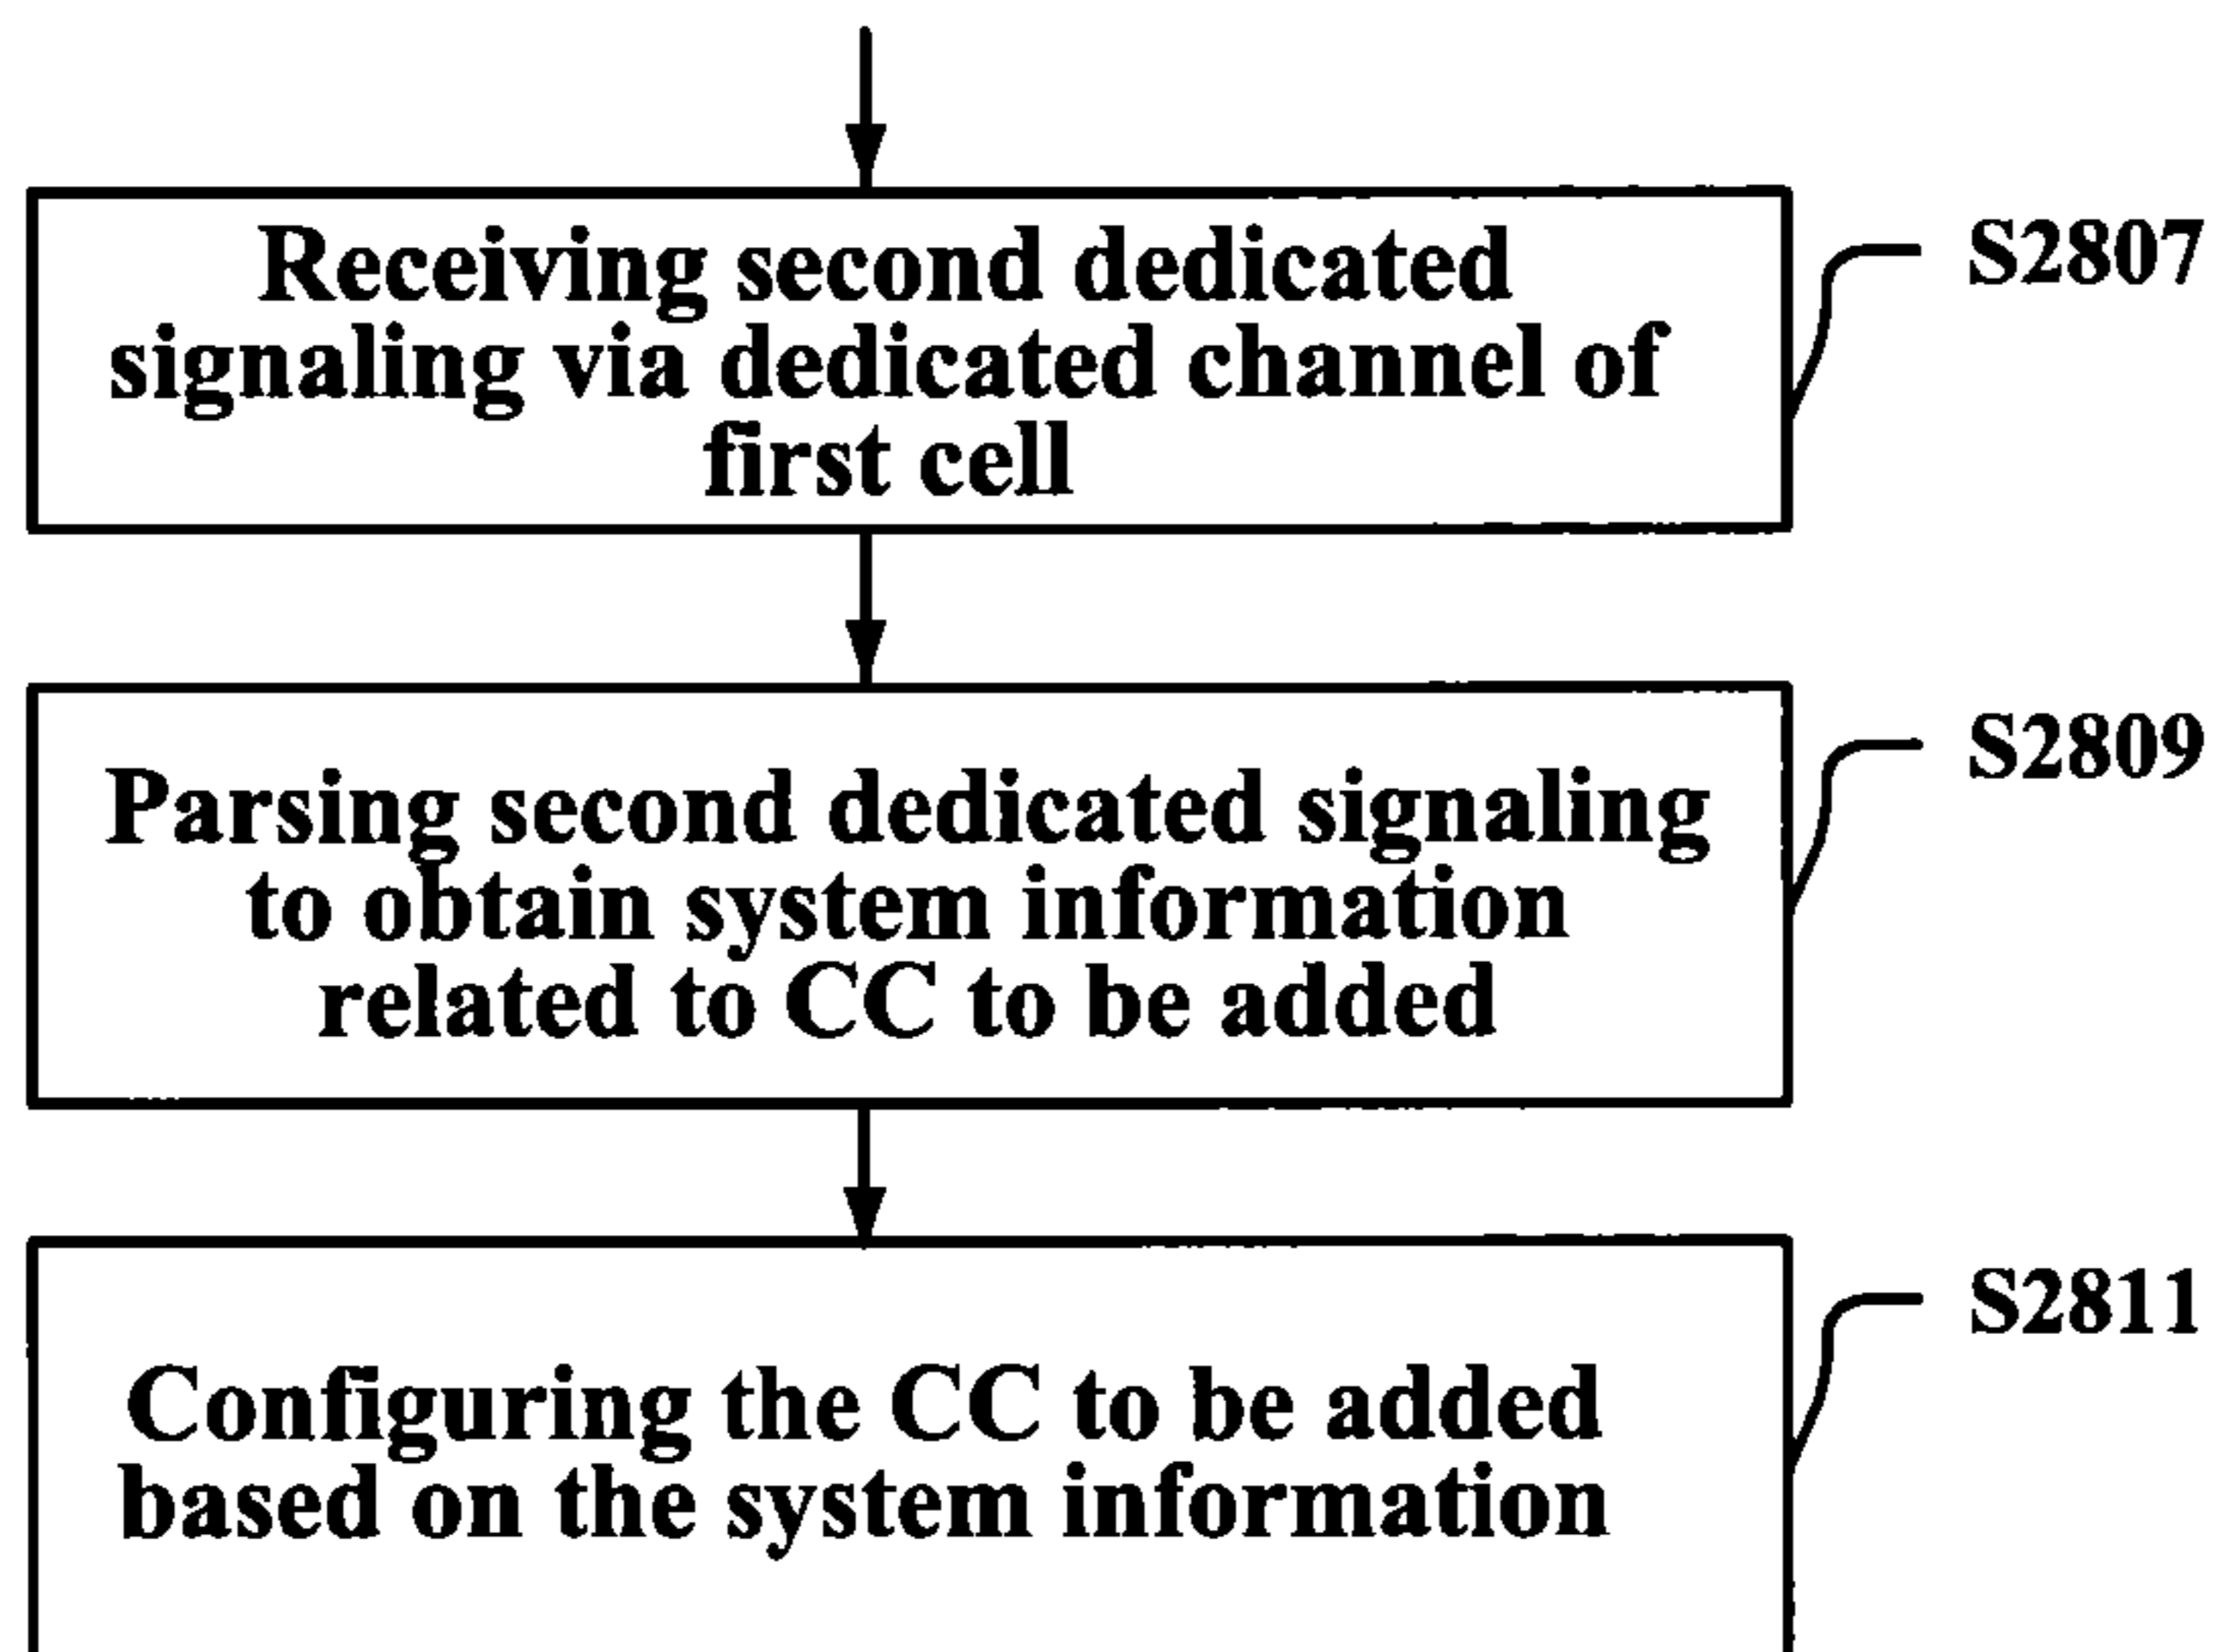 Receiving second dedicated
signaling via dedicated channel of
first cell
S2807
Parsing second dedicated signaling
to obtain system information
related to CC to be added
S2809
Configuring the CC to be added
based on the system information
S2811